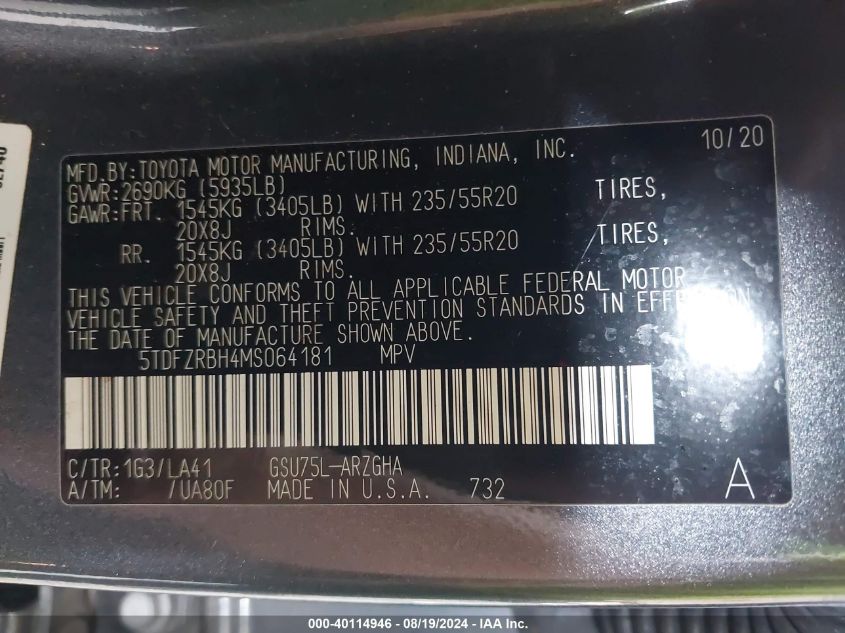 MFD.BY:TOYOTA MOTOR MANUFACTURING, INDIANA, INC. 10/20
GVWR:2690KG (5935LB)
GAWR:FRT. 1545KG (3405LB) WITH 235/55R20 TIRES,
20X8J RIMS.
RR. 1545KG (3405LB) WITH 235/55R20 TIRES,
20X8J RIMS.
THIS VEHICLE CONFORMS TO ALL APPLICABLE FEDERAL MOTOR
VEHICLE SAFETY AND THEFT PREVENTION STANDARDS IN EFFECT ON
THE DATE OF MANUFACTURE SHOWN ABOVE.
5TDFZRBH4MS064181 MPV
C/TR:1G3/LA41 GSU75L-ARZGHA
A/TM: /UA80F MADE IN U.S.A. 732 A
000-40114946 - 08/19/2024 - IAA Inc.